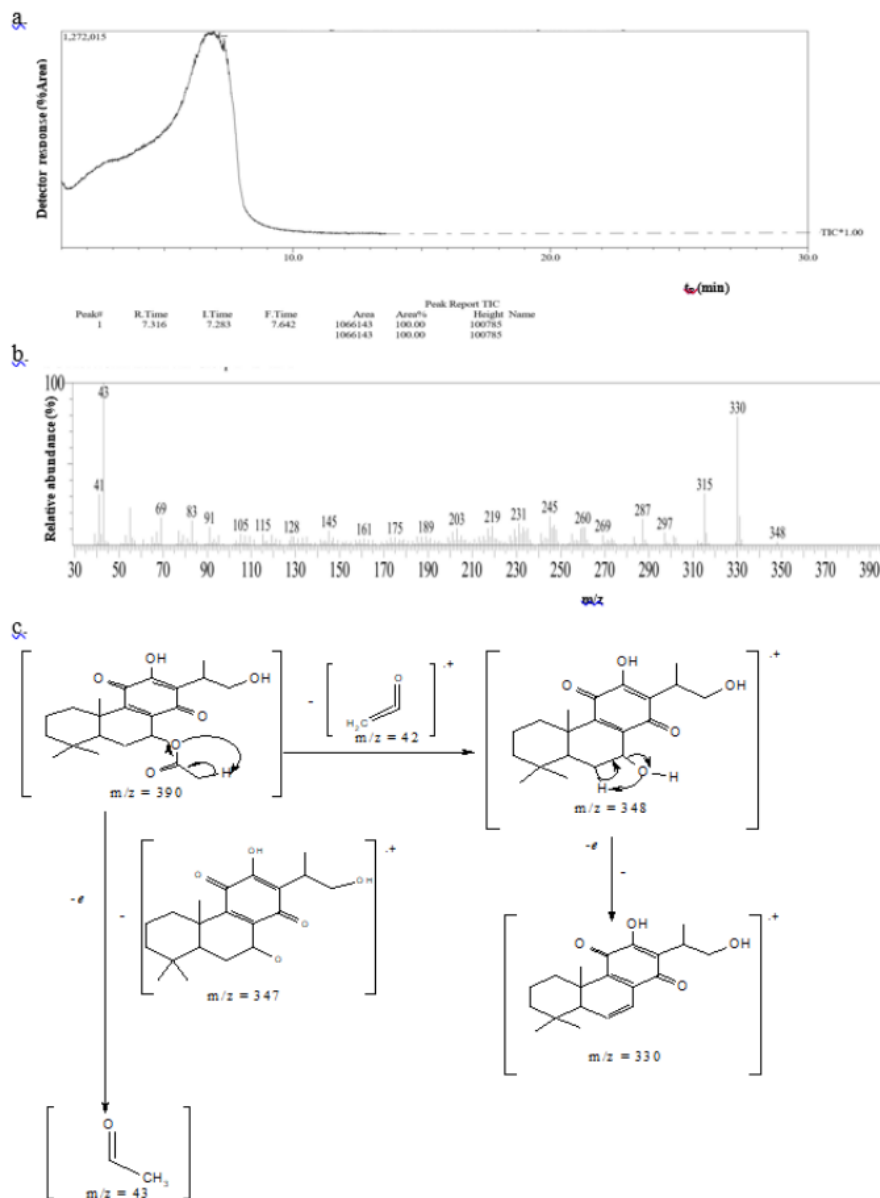 a.
1,272,015
Detector response (%Area)
TIC*1.00
10.0 20.0 30.0
(min)
Peak Report TIC
Peak# R.Time I.Time F.Time Area Area% Height Name
1 7.316 7.283 7.642 1066143 100.00 100785
1066143 100.00 100785
b.
100
Relative abundance (%)
43
41
69
83
91
105
115
128
145
161
175
189
203
219
231
245
260
269
287
297
315
330
348
30 50 70 90 110 130 150 170 190 210 230 250 270 290 310 330 350 370 390
m/z
c.
O OH OH
O
O
O H
m/z = 390
-
O
H2C
m/z = 42
.+
O OH OH
O
H O H
m/z = 348
.+
-e
-
OH
O OH
O
O
m/z = 347
.+
-e
-
O OH OH
O
m/z = 330
.+
O
CH3
m/z = 43